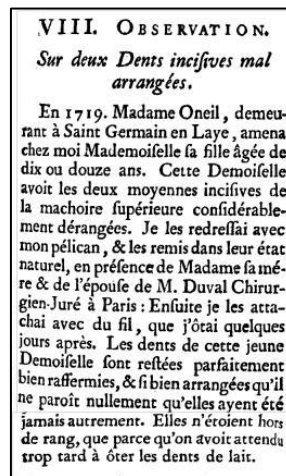 VIII. OBSERVATION.
Sur deux Dents inciſives mal
arrangées.
En 1719. Madame Oneil, demeu-
rant à Saint Germain en Laye, amena
chez moi Mademoiſelle ſa fille âgée de
dix ou douze ans. Cette Demoiſelle
avoit les deux moyennes inciſives de
la machoire ſupérieure conſidérable-
ment dérangées. Je les redreſſai avec
mon pélican, & les remis dans leur état
naturel, en préſence de Madame ſa mé-
re & de l'épouſe de M. Duval Chirur-
gien-Juré à Paris : Enſuite je les atta-
chai avec du fil, que j'ôtai quelques
jours après. Les dents de cette jeune
Demoiſelle ſont reſtées parfaitement
bien raffermies, & ſi bien arrangées qu'il
ne paroît nullement qu'elles ayent été
jamais autrement. Elles n'étoient hors
de rang, que parce qu'on avoit attendu
trop tard à ôter les dents de lait.